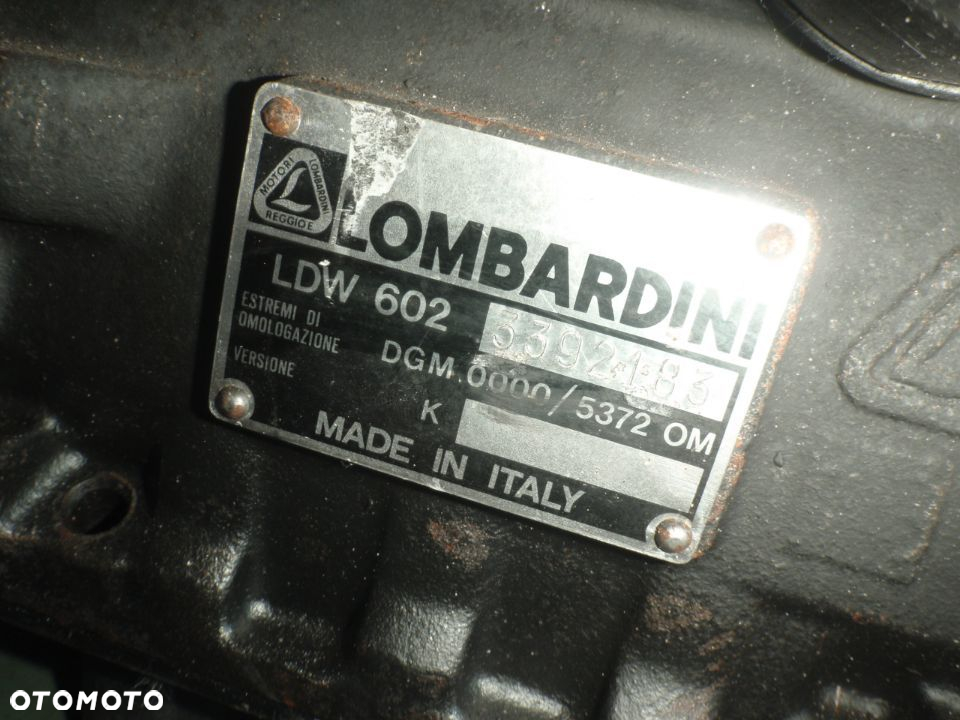 MOTORI LOMBARDINI
L
REGGIO E
LOMBARDINI
LDW 602 3392183
ESTREMI DI
OMOLOGAZIONE DGM.0000/5372 OM
VERSIONE K
MADE IN ITALY
OTOMOTO